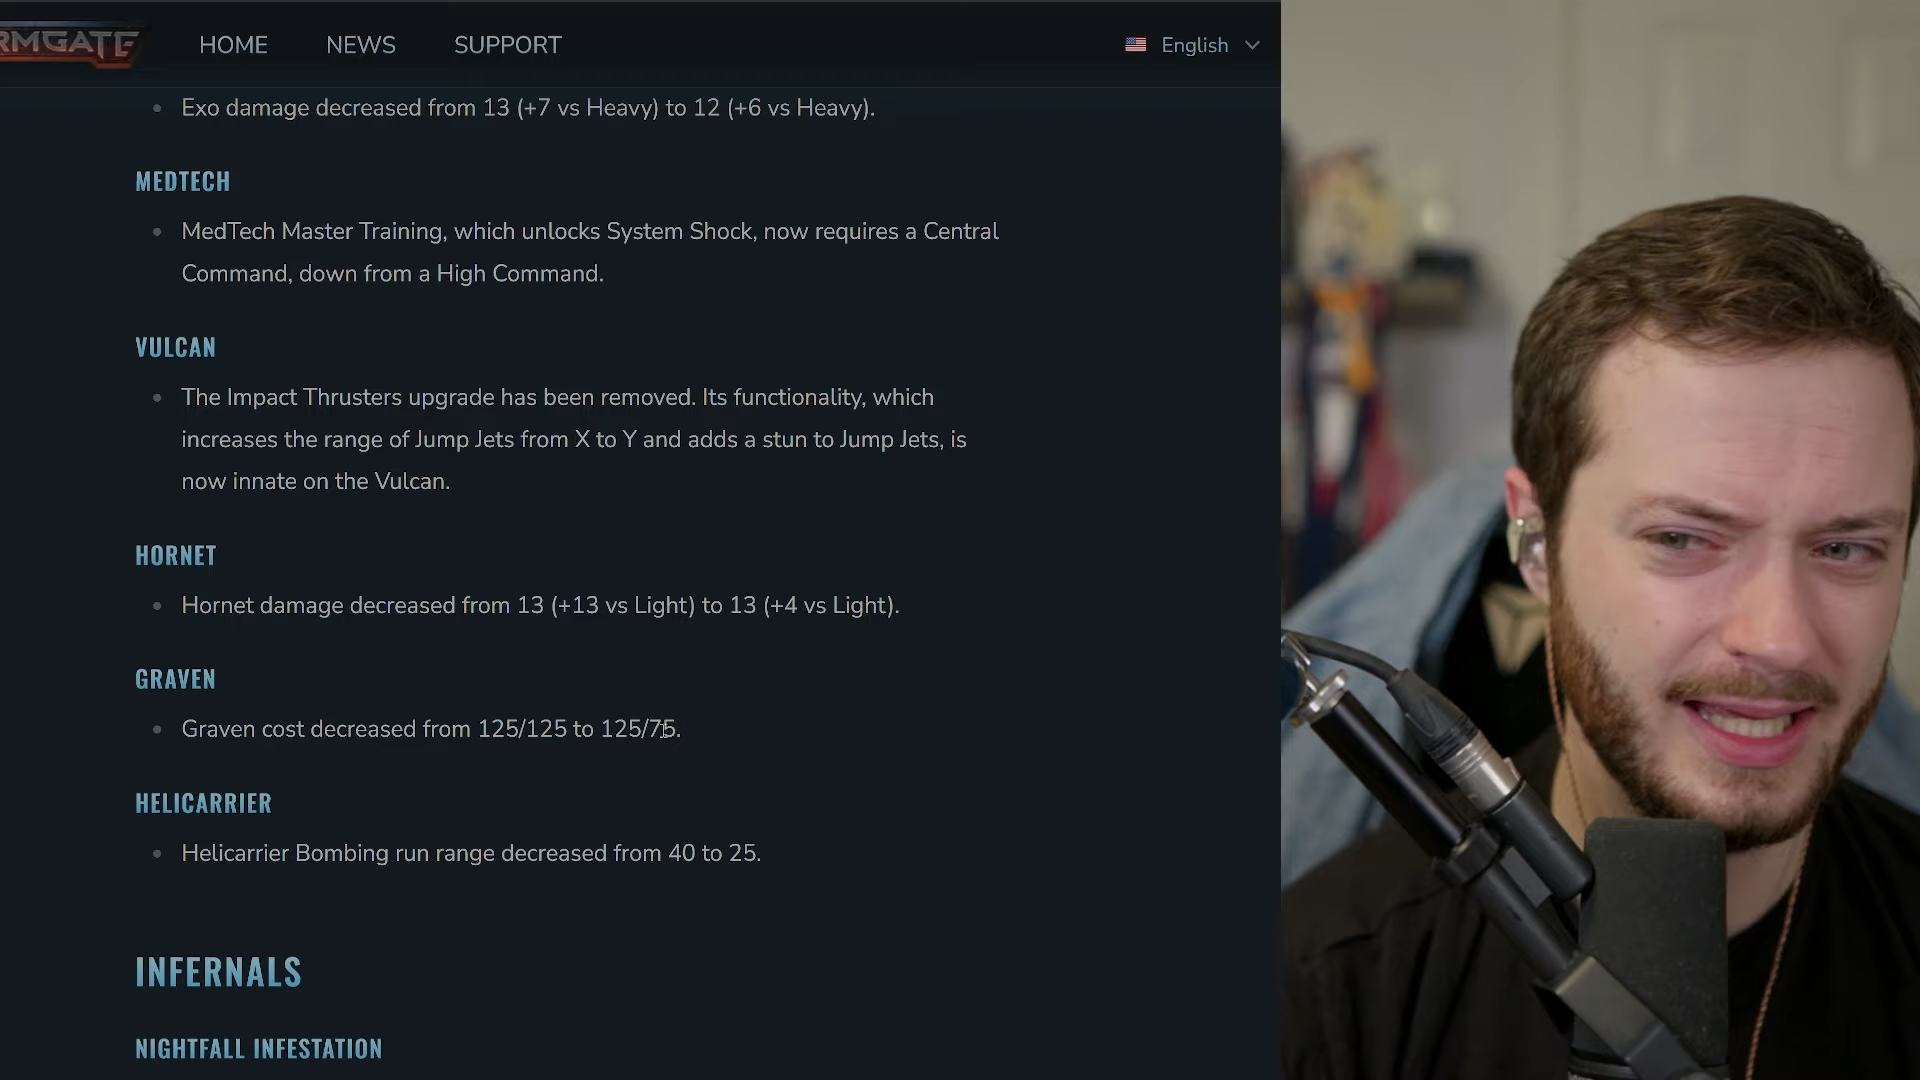 RMGATE HOME NEWS SUPPORT English
• Exo damage decreased from 13 (+7 vs Heavy) to 12 (+6 vs Heavy).
MEDTECH
• MedTech Master Training, which unlocks System Shock, now requires a Central
Command, down from a High Command.
VULCAN
• The Impact Thrusters upgrade has been removed. Its functionality, which
increases the range of Jump Jets from X to Y and adds a stun to Jump Jets, is
now innate on the Vulcan.
HORNET
• Hornet damage decreased from 13 (+13 vs Light) to 13 (+4 vs Light).
GRAVEN
• Graven cost decreased from 125/125 to 125/75.
HELICARRIER
• Helicarrier Bombing run range decreased from 40 to 25.
INFERNALS
NIGHTFALL INFESTATION